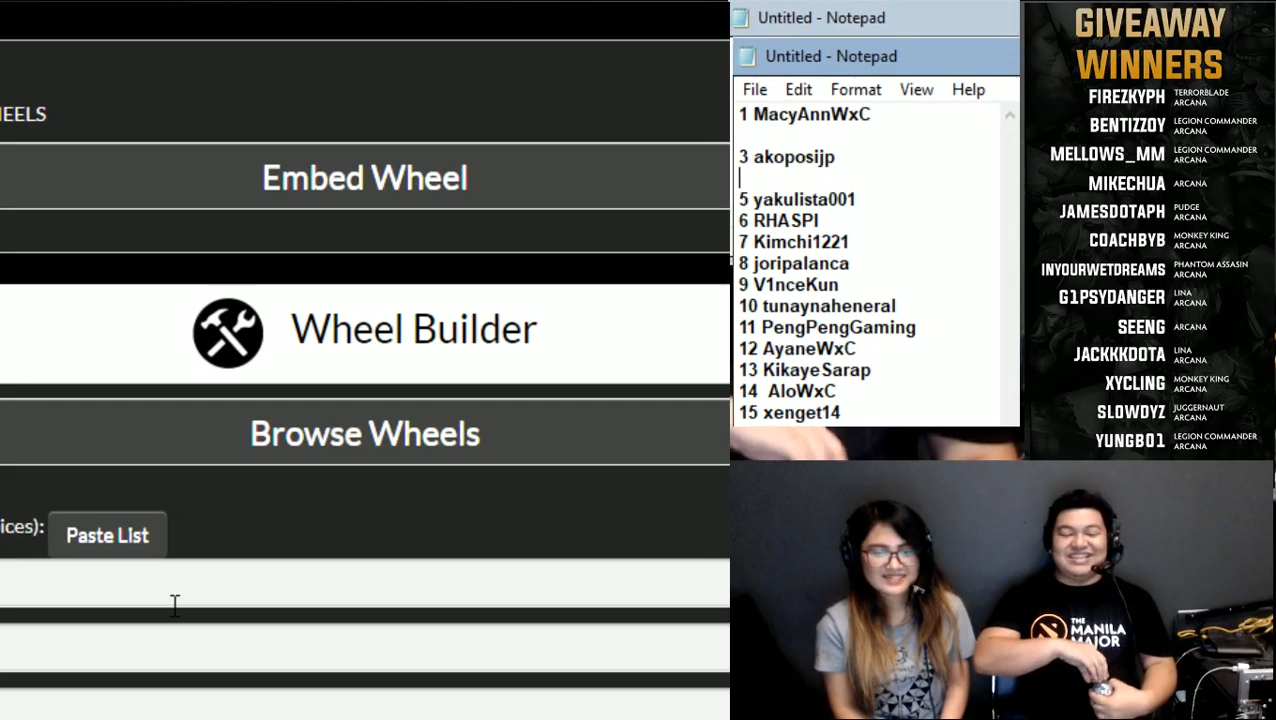 EELS
Embed Wheel
Wheel Builder
Browse Wheels
ices): Paste List
Untitled - Notepad
Untitled - Notepad
File Edit Format View Help
1 MacyAnnWxC
3 akoposijp
5 yakulista001
6 RHASPI
7 Kimchi1221
8 joripalanca
9 V1nceKun
10 tunaynaheneral
11 PengPengGaming
12 AyaneWxC
13 KikayeSarap
14 AloWxC
15 xenget14
GIVEAWAY
WINNERS
FIREZKYPH TERRORBLADE ARCANA
BENTIZZOY LEGION COMMANDER ARCANA
MELLOWS_MM LEGION COMMANDER ARCANA
MIKECHUA ARCANA
JAMESDOTAPH PUDGE ARCANA
COACHBYB MONKEY KING ARCANA
INYOURWETDREAMS PHANTOM ASSASIN ARCANA
G1PSYDANGER LINA ARCANA
SEENG ARCANA
JACKKKDOTA LINA ARCANA
XYCLING MONKEY KING ARCANA
SLOWDYZ JUGGERNAUT ARCANA
YUNGB01 LEGION COMMANDER ARCANA
THE
MANILA
MAJOR